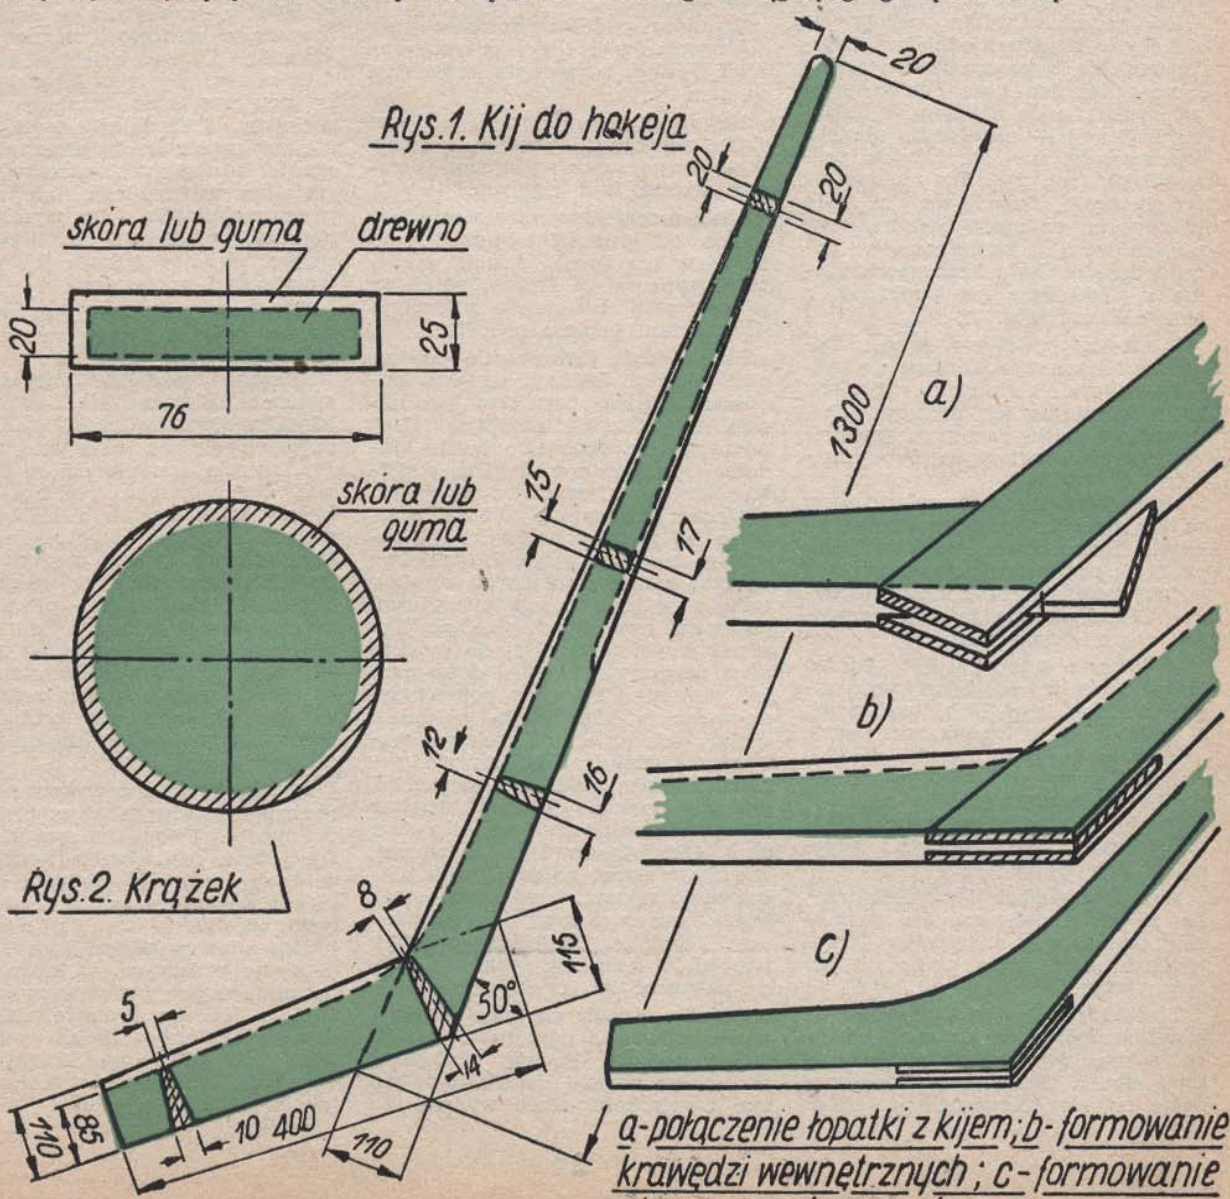 Rys.1. Kij do hokeja
20
20
20
1300
skóra lub guma
drewno
20
25
76
a)
skóra lub
guma
15
17
b)
12
16
Rys.2. Krążek
8
115
50°
c)
5
14
110
85
10 400
110
a-połączenie łopatki z kijem; b- formowanie
krawędzi wewnętrznych ; c - formowanie